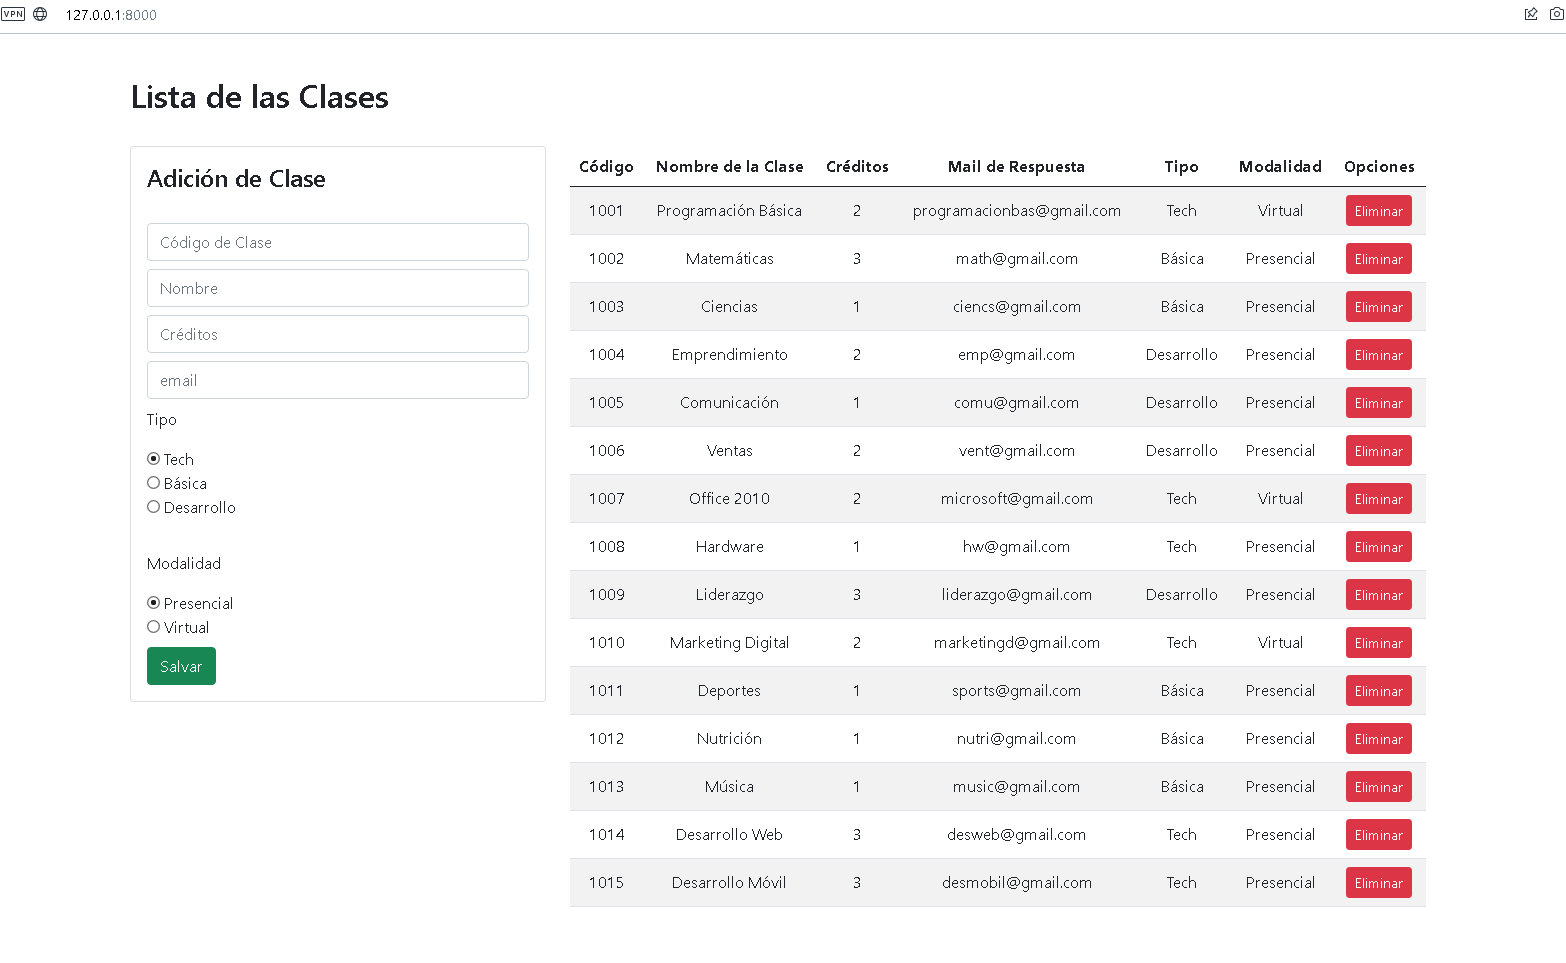 VPN 127.0.0.1:8000
Lista de las Clases
Adición de Clase
Código de Clase
Nombre
Créditos
email
Tipo
Tech
Básica
Desarrollo
Modalidad
Presencial
Virtual
Salvar
Código Nombre de la Clase Créditos Mail de Respuesta Tipo Modalidad Opciones
1001 Programación Básica 2 programacionbas@gmail.com Tech Virtual Eliminar
1002 Matemáticas 3 math@gmail.com Básica Presencial Eliminar
1003 Ciencias 1 ciencs@gmail.com Básica Presencial Eliminar
1004 Emprendimiento 2 emp@gmail.com Desarrollo Presencial Eliminar
1005 Comunicación 1 comu@gmail.com Desarrollo Presencial Eliminar
1006 Ventas 2 vent@gmail.com Desarrollo Presencial Eliminar
1007 Office 2010 2 microsoft@gmail.com Tech Virtual Eliminar
1008 Hardware 1 hw@gmail.com Tech Presencial Eliminar
1009 Liderazgo 3 liderazgo@gmail.com Desarrollo Presencial Eliminar
1010 Marketing Digital 2 marketingd@gmail.com Tech Virtual Eliminar
1011 Deportes 1 sports@gmail.com Básica Presencial Eliminar
1012 Nutrición 1 nutri@gmail.com Básica Presencial Eliminar
1013 Música 1 music@gmail.com Básica Presencial Eliminar
1014 Desarrollo Web 3 desweb@gmail.com Tech Presencial Eliminar
1015 Desarrollo Móvil 3 desmobil@gmail.com Tech Presencial Eliminar